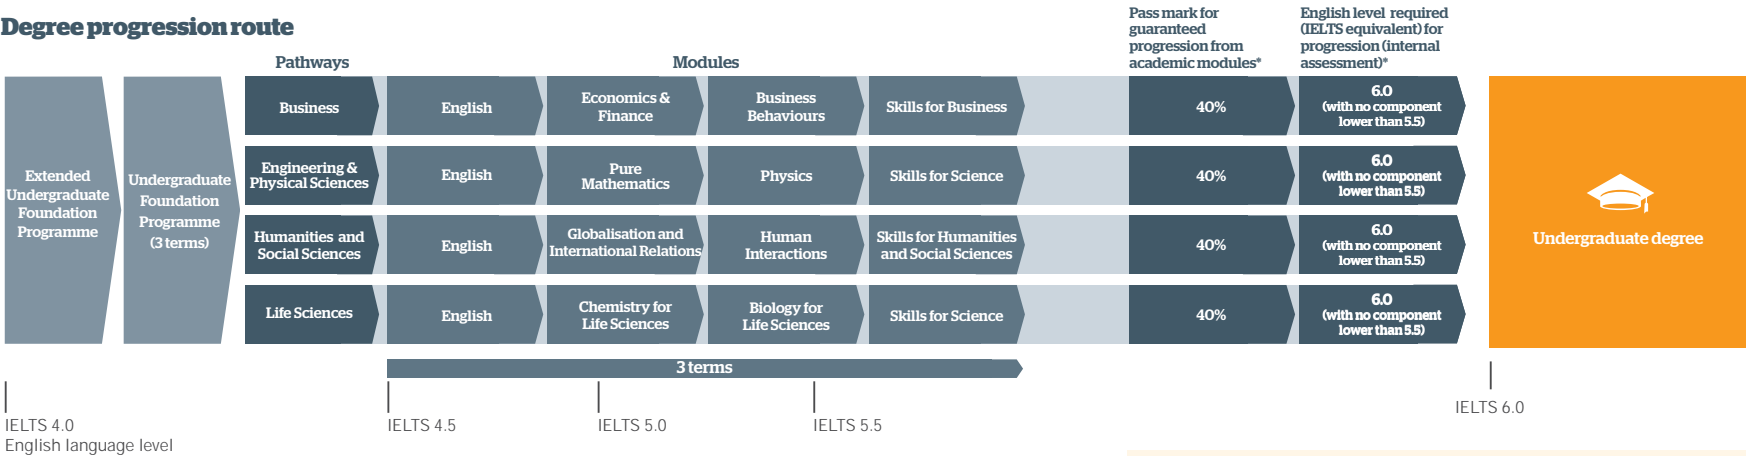 Degree progression route
Pass mark for
guaranteed
progression from
academic modules*
English level required
(IELTS equivalent) for
progression (internal
assessment)*
Pathways
Modules
Extended
Undergraduate
Foundation
Programme
Undergraduate
Foundation
Programme
(3 terms)
Business
English
Economics &
Finance
Business
Behaviours
Skills for Business
40%
6.0
(with no component
lower than 5.5)
Engineering &
Physical Sciences
English
Pure
Mathematics
Physics
Skills for Science
40%
6.0
(with no component
lower than 5.5)
Humanities and
Social Sciences
English
Globalisation and
International Relations
Human
Interactions
Skills for Humanities
and Social Sciences
40%
6.0
(with no component
lower than 5.5)
Life Sciences
English
Chemistry for
Life Sciences
Biology for
Life Sciences
Skills for Science
40%
6.0
(with no component
lower than 5.5)
Undergraduate degree
3 terms
IELTS 4.0
English language level
IELTS 4.5
IELTS 5.0
IELTS 5.5
IELTS 6.0